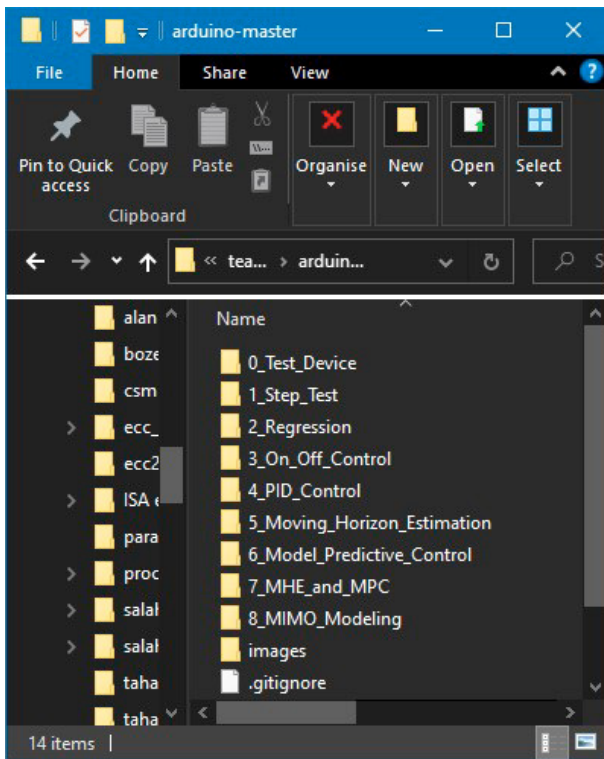 arduino-master
File Home Share View
Pin to Quick access
Copy
Paste
Organise
New
Open
Select
Clipboard
« tea... › arduin...
alan
boze
csm
ecc_
ecc2
ISA
para
proc
salah
salah
taha
taha
Name
0_Test_Device
1_Step_Test
2_Regression
3_On_Off_Control
4_PID_Control
5_Moving_Horizon_Estimation
6_Model_Predictive_Control
7_MHE_and_MPC
8_MIMO_Modeling
images
.gitignore
14 items